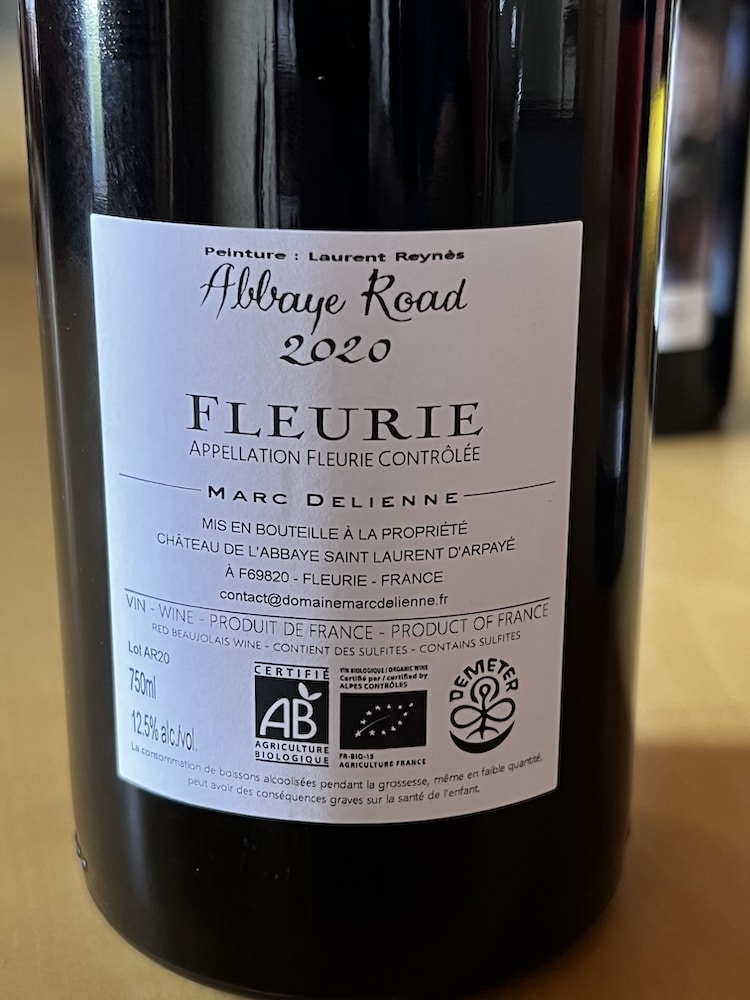 Peinture : Laurent Reynès
Abbaye Road
2020
FLEURIE
APPELLATION FLEURIE CONTRÔLÉE
MARC DELIENNE
MIS EN BOUTEILLE À LA PROPRIÉTÉ
CHÂTEAU DE L'ABBAYE SAINT LAURENT D'ARPAYÉ
À F69820 - FLEURIE - FRANCE
contact@domainemarcdelienne.fr
VIN - WINE - PRODUIT DE FRANCE - PRODUCT OF FRANCE
RED BEAUJOLAIS WINE - CONTIENT DES SULFITES - CONTAINS SULFITES
Lot AR20
750ml
12.5% alc./vol.
CERTIFIÉ
AB
AGRICULTURE
BIOLOGIQUE
VIN BIOLOGIQUE / ORGANIC WINE
Certifié par / certified by
ALPES CONTRÔLES
FR-BIO-15
AGRICULTURE FRANCE
DEMETER
La consommation de boissons alcoolisées pendant la grossesse, même en faible quantité,
peut avoir des conséquences graves sur la santé de l'enfant.